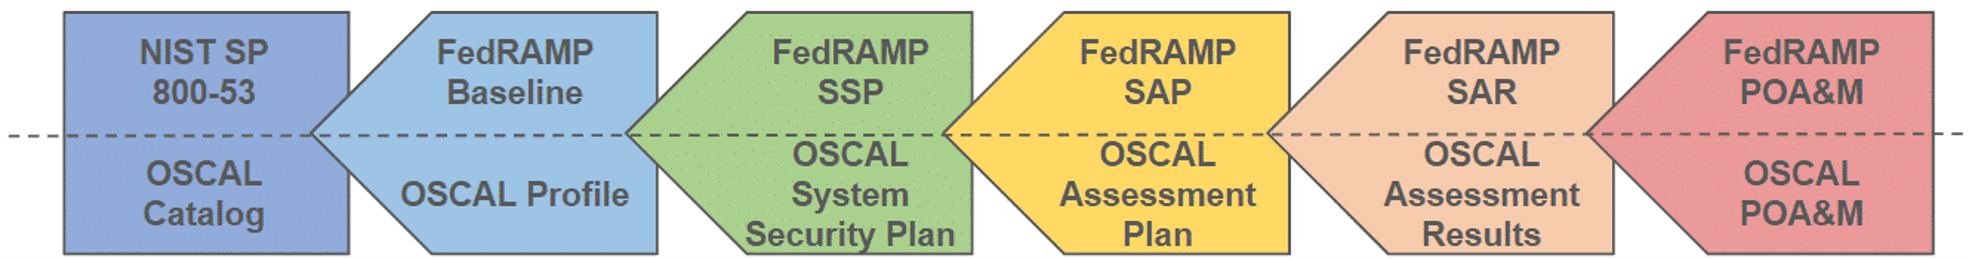 NIST SP
800-53
OSCAL
Catalog
FedRAMP
Baseline
OSCAL Profile
FedRAMP
SSP
OSCAL
System
Security Plan
FedRAMP
SAP
OSCAL
Assessment
Plan
FedRAMP
SAR
OSCAL
Assessment
Results
FedRAMP
POA&M
OSCAL
POA&M